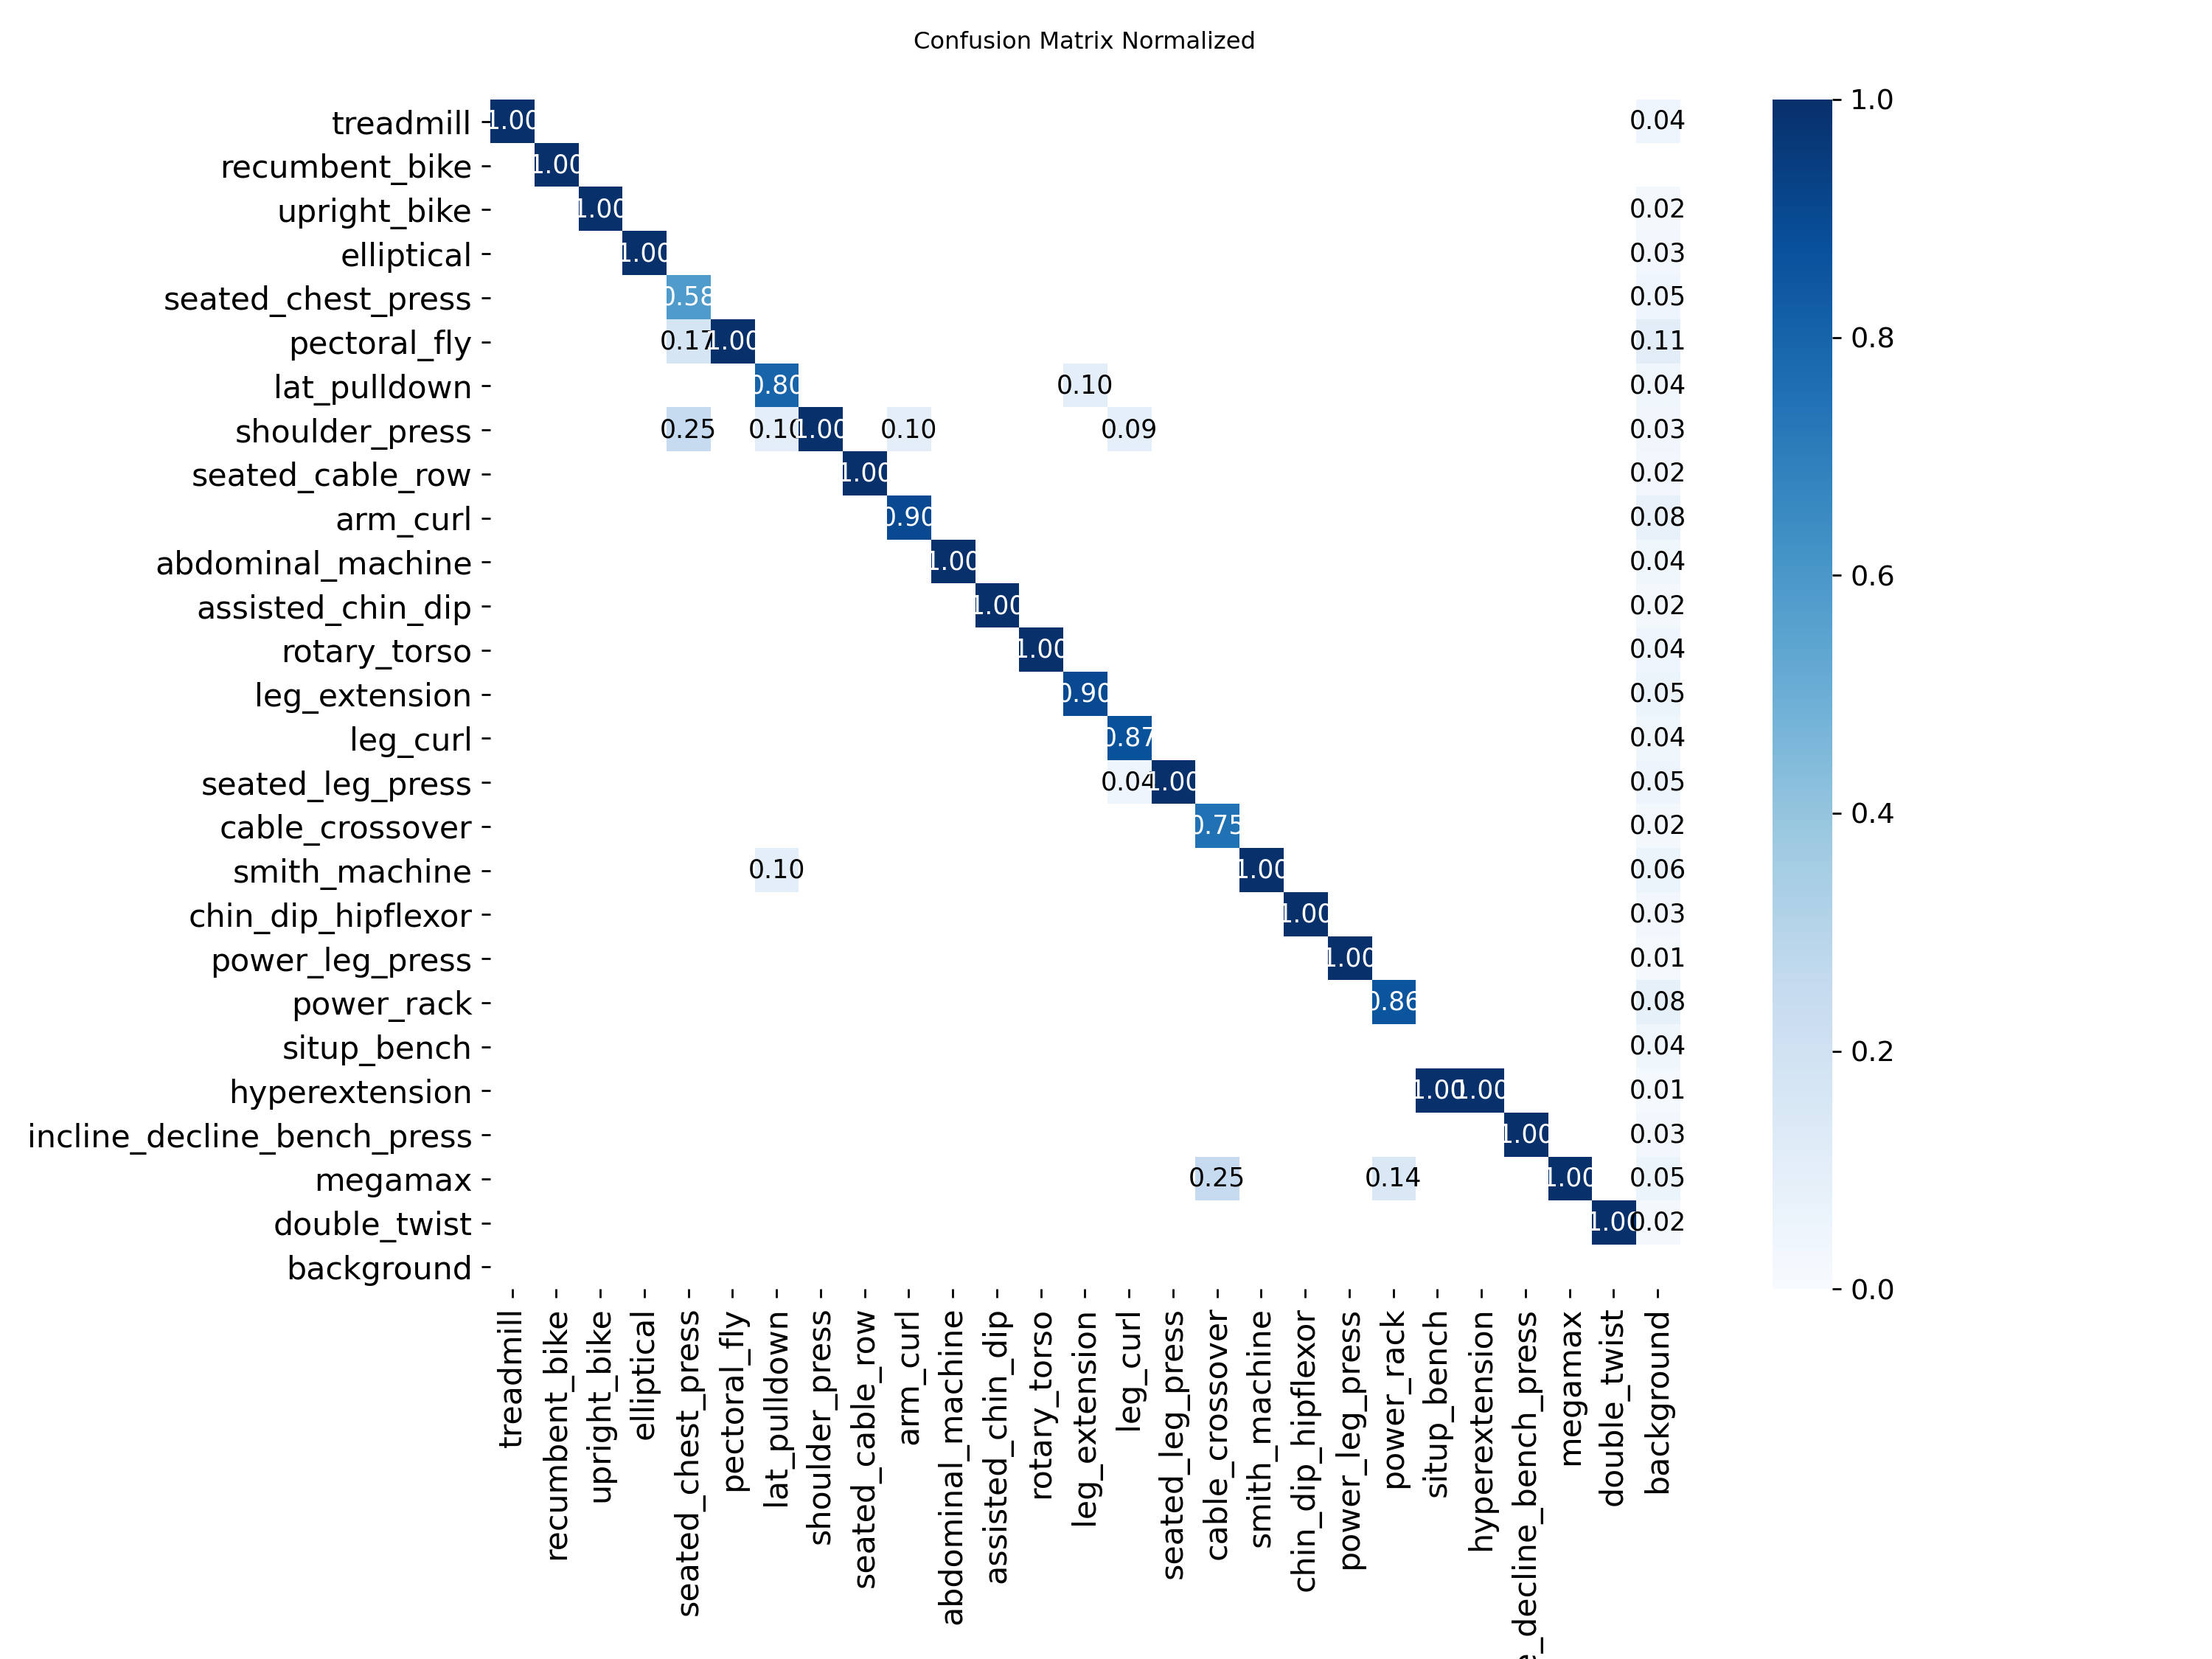 Confusion Matrix Normalized
treadmill 1.00 0.04 1.0
recumbent_bike 1.00
upright_bike 1.00 0.02
elliptical 1.00 0.03
seated_chest_press 0.58 0.05 0.8
pectoral_fly 0.17 1.00 0.11
lat_pulldown 0.80 0.10 0.04
shoulder_press 0.25 0.10 1.00 0.10 0.09 0.03
seated_cable_row 1.00 0.02
arm_curl 0.90 0.08
abdominal_machine 1.00 0.04 0.6
assisted_chin_dip 1.00 0.02
rotary_torso 1.00 0.04
leg_extension 0.90 0.05
leg_curl 0.87 0.04
seated_leg_press 0.04 1.00 0.05 0.4
cable_crossover 0.75 0.02
smith_machine 0.10 1.00 0.06
chin_dip_hipflexor 1.00 0.03
power_leg_press 1.00 0.01
power_rack 0.86 0.08
situp_bench 0.04 0.2
hyperextension 1.00 1.00 0.01
incline_decline_bench_press 1.00 0.03
megamax 0.25 0.14 1.00 0.05
double_twist 1.00 0.02
background 0.0
treadmill
recumbent_bike
upright_bike
elliptical
seated_chest_press
pectoral_fly
lat_pulldown
shoulder_press
seated_cable_row
arm_curl
abdominal_machine
assisted_chin_dip
rotary_torso
leg_extension
leg_curl
seated_leg_press
cable_crossover
smith_machine
chin_dip_hipflexor
power_leg_press
power_rack
situp_bench
hyperextension
e_decline_bench_press
megamax
double_twist
background